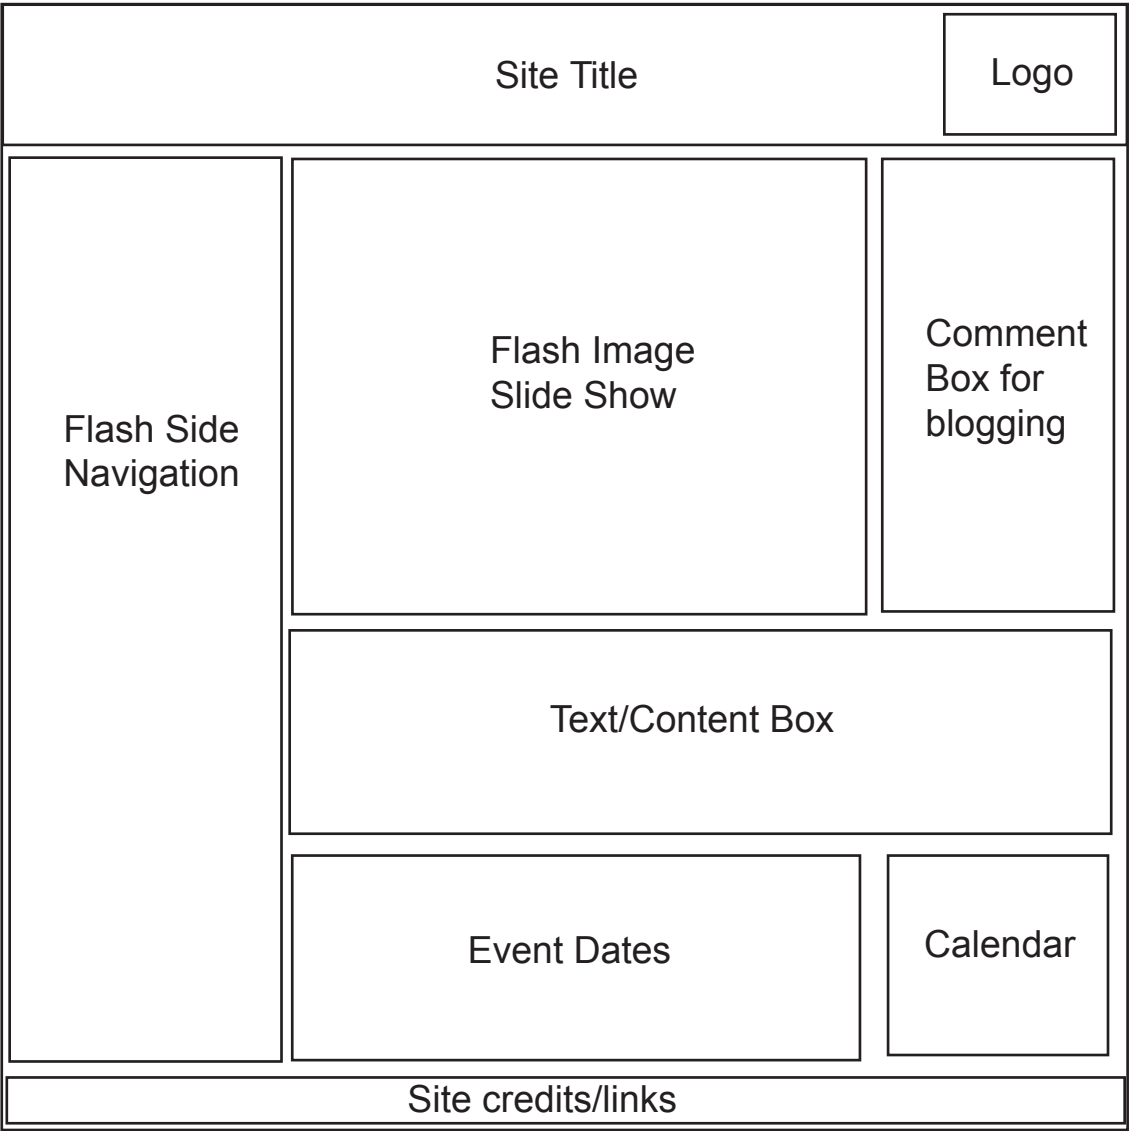 Site Title
Logo
Flash Side
Navigation
Flash Image
Slide Show
Comment
Box for
blogging
Text/Content Box
Event Dates
Calendar
Site credits/links